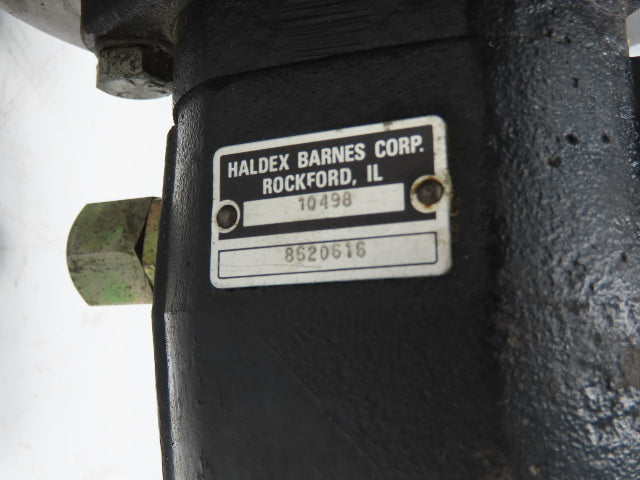 HALDEX BARNES CORP.
ROCKFORD, IL
10498
8620616